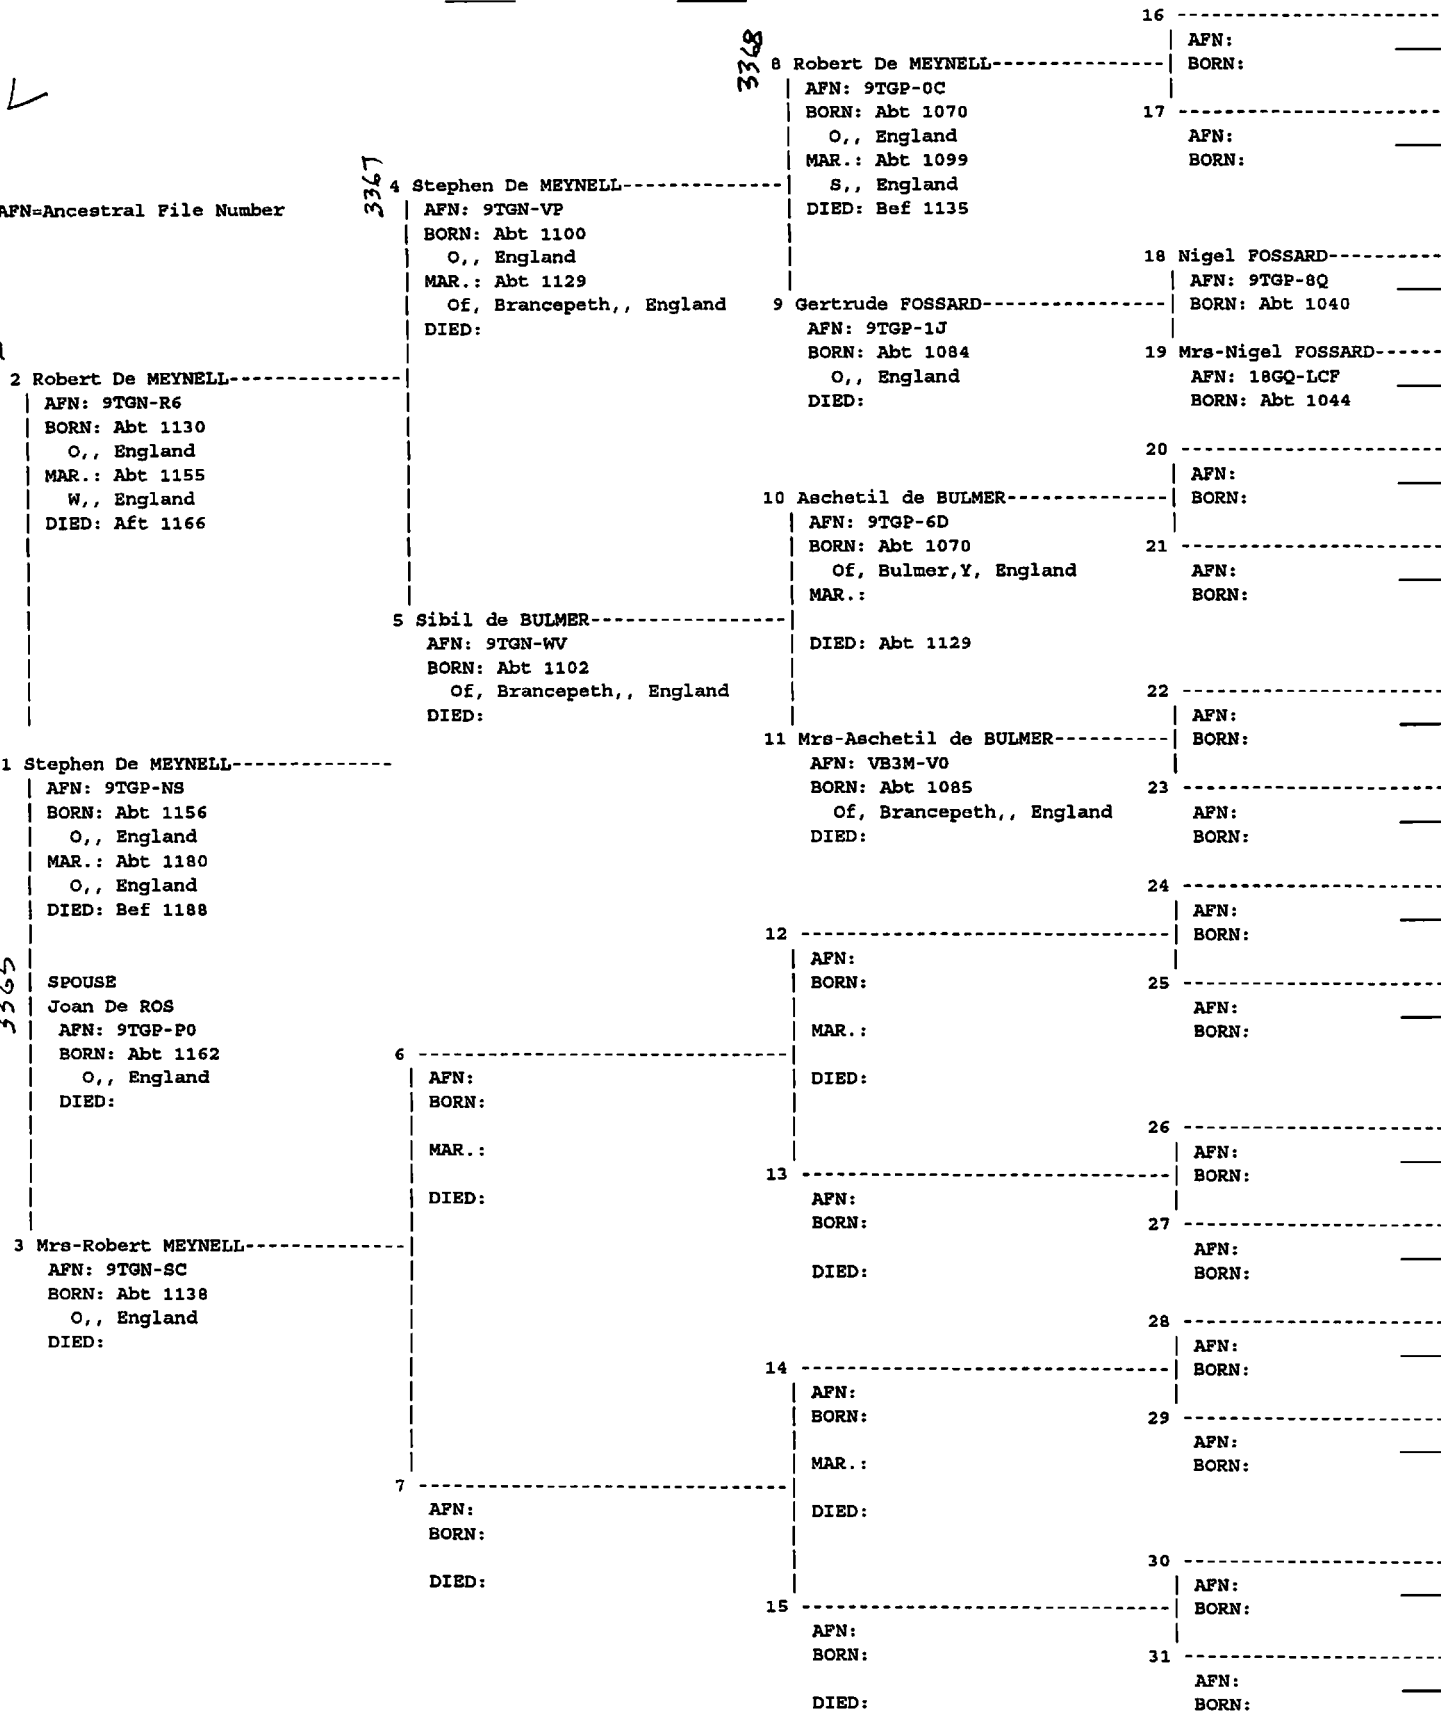 AFN=Ancestral File Number
2 Robert De MEYNELL---------------
AFN: 9TGN-R6
BORN: Abt 1130
O,, England
MAR.: Abt 1155
W,, England
DIED: Aft 1166
1 Stephen De MEYNELL-------------
AFN: 9TGP-NS
BORN: Abt 1156
O,, England
MAR.: Abt 1180
O,, England
DIED: Bef 1188
3365
SPOUSE
Joan De ROS
AFN: 9TGP-P0
BORN: Abt 1162
O,, England
DIED:
3 Mrs-Robert MEYNELL--------------
AFN: 9TGN-SC
BORN: Abt 1138
O,, England
DIED:
3367
4 Stephen De MEYNELL--------------
AFN: 9TGN-VP
BORN: Abt 1100
O,, England
MAR.: Abt 1129
Of, Brancepeth,, England
DIED:
5 Sibil de BULMER-----------------
AFN: 9TGN-WV
BORN: Abt 1102
Of, Brancepeth,, England
DIED:
6 --------------------------------
AFN:
BORN:
MAR.:
DIED:
7 --------------------------------
AFN:
BORN:
DIED:
3368
8 Robert De MEYNELL---------------
AFN: 9TGP-0C
BORN: Abt 1070
O,, England
MAR.: Abt 1099
S,, England
DIED: Bef 1135
9 Gertrude FOSSARD----------------
AFN: 9TGP-1J
BORN: Abt 1084
O,, England
DIED:
10 Aschetil de BULMER--------------
AFN: 9TGP-6D
BORN: Abt 1070
Of, Bulmer,Y, England
MAR.:
DIED: Abt 1129
11 Mrs-Aschetil de BULMER----------
AFN: VB3M-V0
BORN: Abt 1085
Of, Brancepeth,, England
DIED:
12 --------------------------------
AFN:
BORN:
MAR.:
DIED:
13 --------------------------------
AFN:
BORN:
DIED:
14 --------------------------------
AFN:
BORN:
MAR.:
DIED:
15 --------------------------------
AFN:
BORN:
DIED:
16 -----------------------
AFN:
BORN:
17 -----------------------
AFN:
BORN:
18 Nigel FOSSARD----------
AFN: 9TGP-8Q
BORN: Abt 1040
19 Mrs-Nigel FOSSARD------
AFN: 18GQ-LCF
BORN: Abt 1044
20 -----------------------
AFN:
BORN:
21 -----------------------
AFN:
BORN:
22 -----------------------
AFN:
BORN:
23 -----------------------
AFN:
BORN:
24 -----------------------
AFN:
BORN:
25 -----------------------
AFN:
BORN:
26 -----------------------
AFN:
BORN:
27 -----------------------
AFN:
BORN:
28 -----------------------
AFN:
BORN:
29 -----------------------
AFN:
BORN:
30 -----------------------
AFN:
BORN:
31 -----------------------
AFN:
BORN: